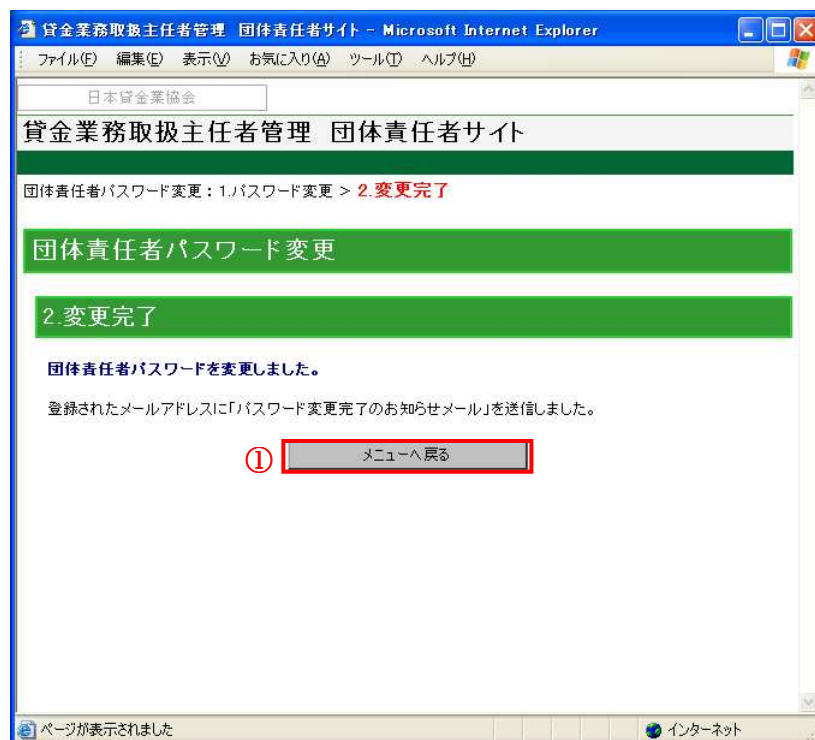 貸金業務取扱主任者管理 団体責任者サイト - Microsoft Internet Explorer
ファイル(F) 編集(E) 表示(V) お気に入り(A) ツール(T) ヘルプ(H)
日本貸金業協会
貸金業務取扱主任者管理 団体責任者サイト
団体責任者パスワード変更：1.パスワード変更 > 2.変更完了
団体責任者パスワード変更
2.変更完了
団体責任者パスワードを変更しました。
登録されたメールアドレスに「パスワード変更完了のお知らせメール」を送信しました。
① メニューへ戻る
ページが表示されました インターネット